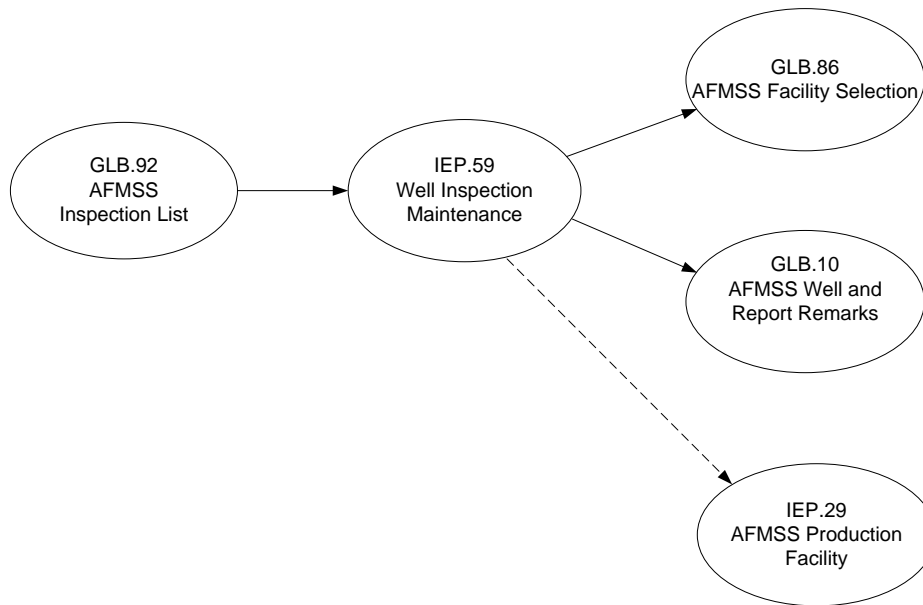 GLB.86
AFMSS Facility Selection
GLB.92
AFMSS
Inspection List
IEP.59
Well Inspection
Maintenance
GLB.10
AFMSS Well and
Report Remarks
IEP.29
AFMSS Production
Facility